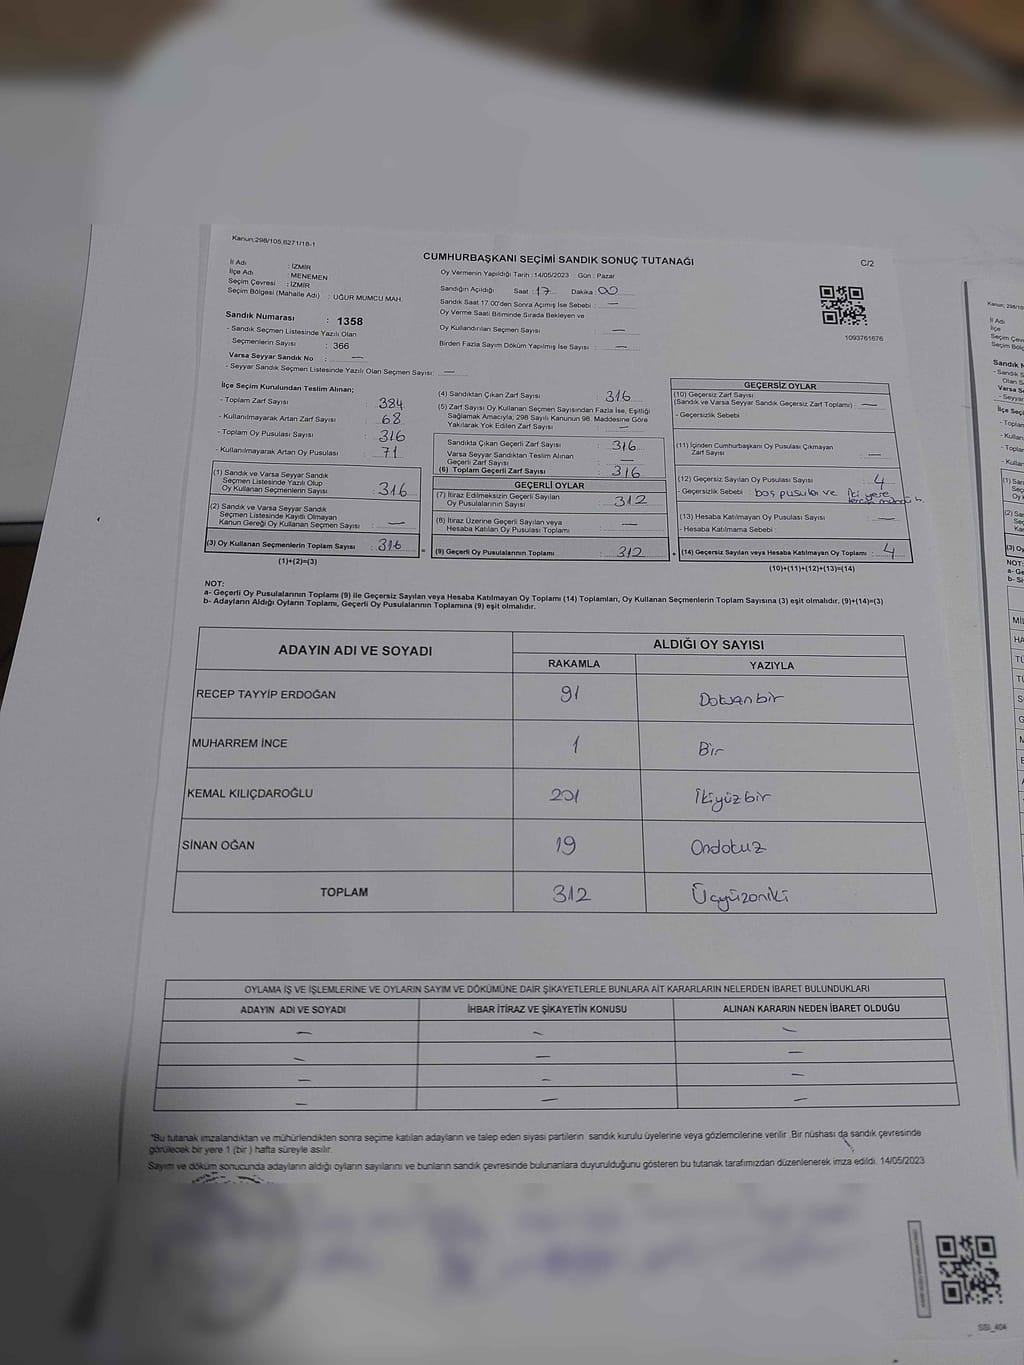 Kanun;298/105,6271/18-1
CUMHURBAŞKANI SEÇİMİ SANDIK SONUÇ TUTANAĞI
C/2
İl Adı : İZMİR
İlçe Adı : MENEMEN
Seçim Çevresi : İZMİR
Seçim Bölgesi (Mahalle Adı) : UĞUR MUMCU MAH.
Sandık Numarası : 1358
- Sandık Seçmen Listesinde Yazılı Olan
Seçmenlerin Sayısı : 366
Varsa Seyyar Sandık No : —
- Seyyar Sandık Seçmen Listesinde Yazılı Olan Seçmen Sayısı: —
Oy Vermenin Yapıldığı Tarih : 14/05/2023 Gün : Pazar
Sandığın Açıldığı Saat : 17 Dakika : 00
Sandık Saat 17:00'den Sonra Açımış İse Sebebi : —
Oy Verme Saati Bitiminde Sırada Bekleyen ve
Oy Kullandırılan Seçmen Sayısı : —
Birden Fazla Sayım Döküm Yapılmış İse Sayısı : —
1093761676
İlçe Seçim Kurulundan Teslim Alınan;
- Toplam Zarf Sayısı : 384
- Kullanılmayarak Artan Zarf Sayısı : 68
- Toplam Oy Pusulası Sayısı : 316
- Kullanılmayarak Artan Oy Pusulası : 71
(1) Sandık ve Varsa Seyyar Sandık
Seçmen Listesinde Yazılı Olup
Oy Kullanan Seçmenlerin Sayısı : 316
(2) Sandık ve Varsa Seyyar Sandık
Seçmen Listesinde Kayıtlı Olmayan
Kanun Gereği Oy Kullanan Seçmen Sayısı : —
(3) Oy Kullanan Seçmenlerin Toplam Sayısı : 316
(1)+(2)=(3)
(4) Sandıktan Çıkan Zarf Sayısı : 316
(5) Zarf Sayısı Oy Kullanan Seçmen Sayısından Fazla İse, Eşitliği
Sağlamak Amacıyla; 298 Sayılı Kanunun 98. Maddesine Göre
Yakılarak Yok Edilen Zarf Sayısı : —
Sandıkta Çıkan Geçerli Zarf Sayısı : 316
Varsa Seyyar Sandıktan Teslim Alınan
Geçerli Zarf Sayısı : —
(6) Toplam Geçerli Zarf Sayısı : 316
GEÇERLİ OYLAR
(7) İtiraz Edilmeksizin Geçerli Sayılan
Oy Pusulalarının Sayısı : 312
(8) İtiraz Üzerine Geçerli Sayılan veya
Hesaba Katılan Oy Pusulası Toplamı : —
(9) Geçerli Oy Pusulalarının Toplamı : 312
GEÇERSİZ OYLAR
(10) Geçersiz Zarf Sayısı
(Sandık ve Varsa Seyyar Sandık Geçersiz Zarf Toplamı) : —
- Geçersizlik Sebebi :
(11) İçinden Cumhurbaşkanı Oy Pusulası Çıkmayan
Zarf Sayısı : —
(12) Geçersiz Sayılan Oy Pusulası Sayısı : 4
- Geçersizlik Sebebi : boş pusula ve iki yere
(13) Hesaba Katılmayan Oy Pusulası Sayısı : —
- Hesaba Katılmama Sebebi :
(14) Geçersiz Sayılan veya Hesaba Katılmayan Oy Toplamı : 4
(10)+(11)+(12)+(13)=(14)
NOT:
a- Geçerli Oy Pusulalarının Toplamı (9) ile Geçersiz Sayılan veya Hesaba Katılmayan Oy Toplamı (14) Toplamları, Oy Kullanan Seçmenlerin Toplam Sayısına (3) eşit olmalıdır. (9)+(14)=(3)
b- Adayların Aldığı Oyların Toplamı, Geçerli Oy Pusulalarının Toplamına (9) eşit olmalıdır.
ADAYIN ADI VE SOYADI ALDIĞI OY SAYISI
RAKAMLA YAZIYLA
RECEP TAYYİP ERDOĞAN 91 Doksanbir
MUHARREM İNCE 1 Bir
KEMAL KILIÇDAROĞLU 201 İkiyüzbir
SİNAN OĞAN 19 Ondokuz
TOPLAM 312 Üçyüzoniki
OYLAMA İŞ VE İŞLEMLERİNE VE OYLARIN SAYIM VE DÖKÜMÜNE DAİR ŞİKAYETLERLE BUNLARA AİT KARARLARIN NELERDEN İBARET BULUNDUKLARI
ADAYIN ADI VE SOYADI İHBAR İTİRAZ VE ŞİKAYETİN KONUSU ALINAN KARARIN NEDEN İBARET OLDUĞU
— — —
— — —
— — —
— — —
"Bu tutanak imzalandıktan ve mühürlendikten sonra seçime katılan adayların ve talep eden siyasi partilerin sandık kurulu üyelerine veya gözlemcilerine verilir .Bir nüshası da sandık çevresinde
görülecek bir yere 1 (bir ) hafta süreyle asılır.
Sayım ve döküm sonucunda adayların aldığı oyların sayılarını ve bunların sandık çevresinde bulunanlara duyurulduğunu gösteren bu tutanak tarafımızdan düzenlenerek imza edildi. 14/05/2023
SSI_404